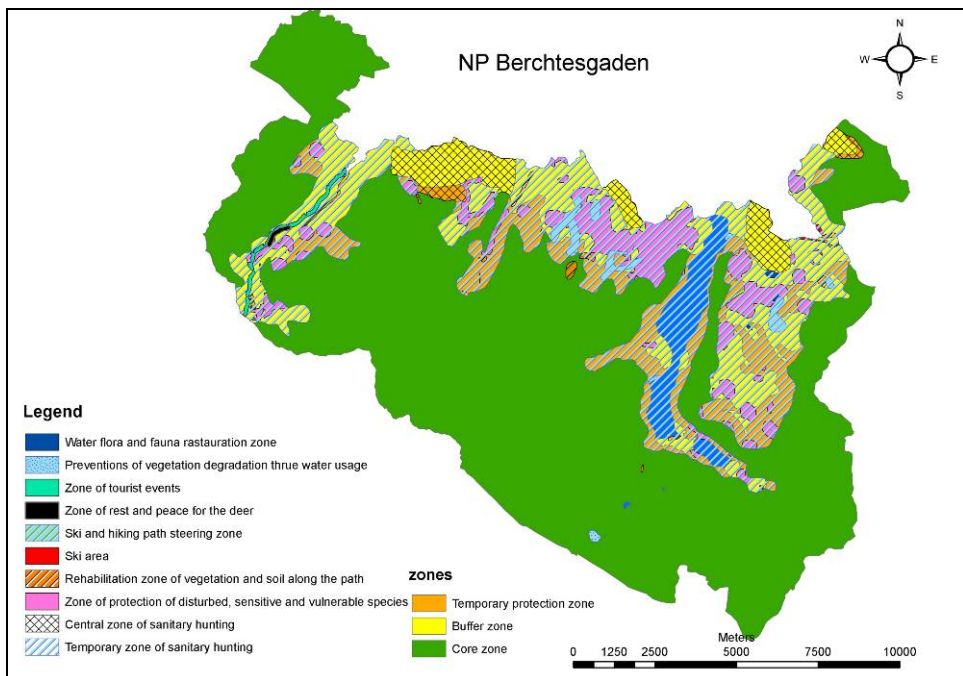 NP Berchtesgaden
N
W
E
S
Legend
Water flora and fauna rastauration zone
Preventions of vegetation degradation thrue water usage
Zone of tourist events
Zone of rest and peace for the deer
Ski and hiking path steering zone
Ski area
Rehabilitation zone of vegetation and soil along the path
Zone of protection of disturbed, sensitive and vulnerable species
Central zone of sanitary hunting
Temporary zone of sanitary hunting
zones
Temporary protection zone
Buffer zone
Core zone
Meters
0 1250 2500 5000 7500 10000